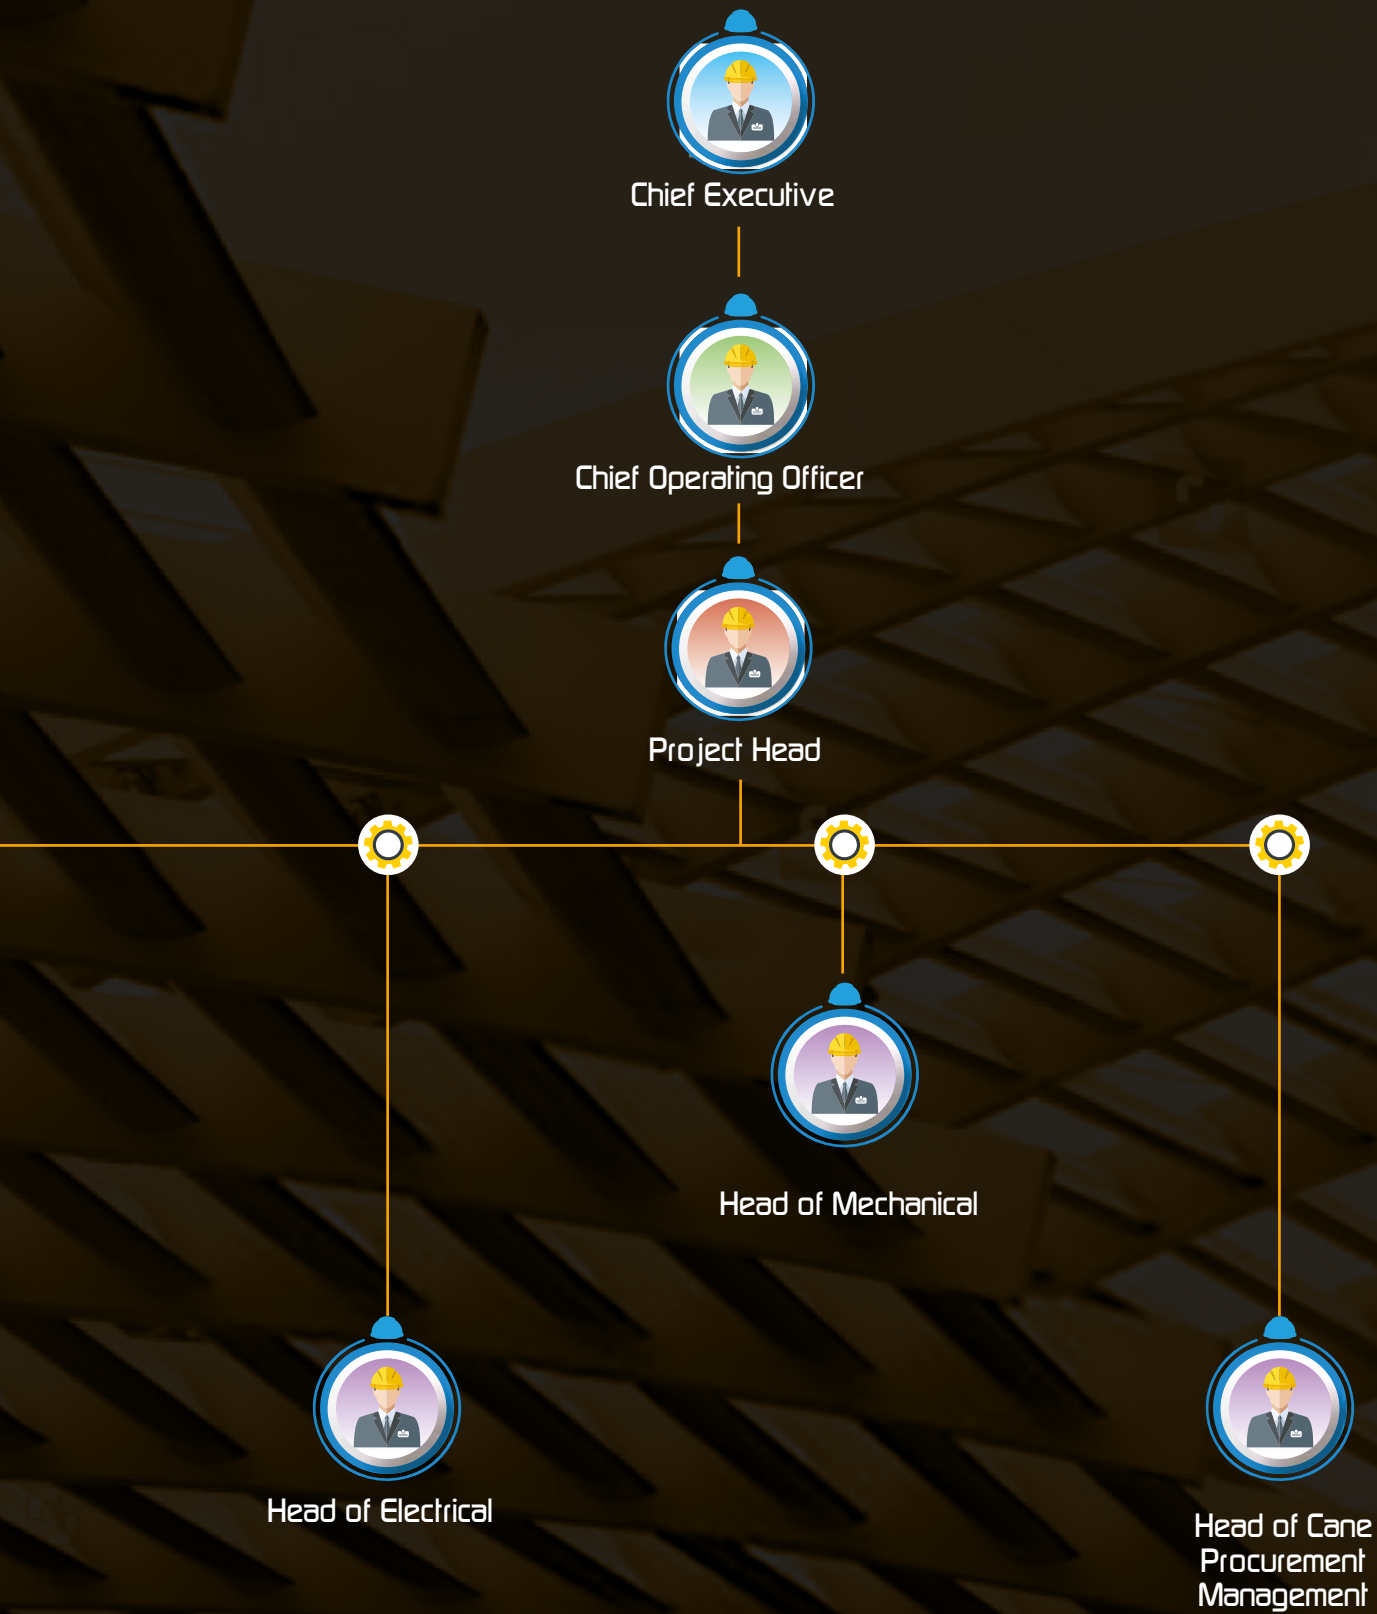 Chief Executive
Chief Operating Officer
Project Head
Head of Mechanical
Head of Electrical
Head of Cane
Procurement
Management